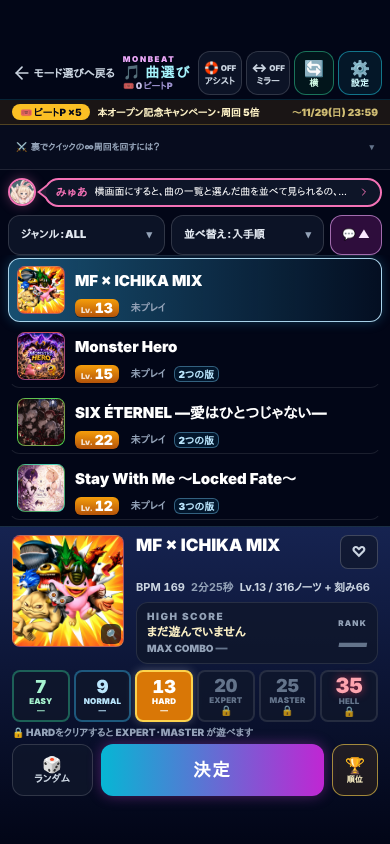 ← モード選びへ戻る
MONBEAT
🎵 曲選び
🎟️0ビートP
🛟 OFF
アシスト
↔ OFF
ミラー
🔄
横
⚙️
設定
🎟️ ビートP ×5 本オープン記念キャンペーン・周回 5倍 〜11/29(日) 23:59
⚔️ 裏でクイックの∞周回を回すには? ▼
みゅあ 横画面にすると、曲の一覧と選んだ曲を並べて見られるの、… ›
ジャンル:ALL ▼
並べ替え:入手順 ▼
💬 ▲
MF × ICHIKA MIX
Lv. 13 未プレイ
Monster Hero
Lv. 15 未プレイ 2つの版
SIX ÉTERNEL —愛はひとつじゃない—
Lv. 22 未プレイ 2つの版
Stay With Me 〜Locked Fate〜
Lv. 12 未プレイ 3つの版
MF × ICHIKA MIX
♡
BPM 169 2分25秒 Lv.13 / 316ノーツ + 刻み66
HIGH SCORE
まだ遊んでいません
MAX COMBO —
RANK
—
7
EASY
—
9
NORMAL
—
13
HARD
—
20
EXPERT
🔒
25
MASTER
🔒
35
HELL
🔒
🔒 HARDをクリアすると EXPERT・MASTER が遊べます
🎲
ランダム
決定
🏆
順位